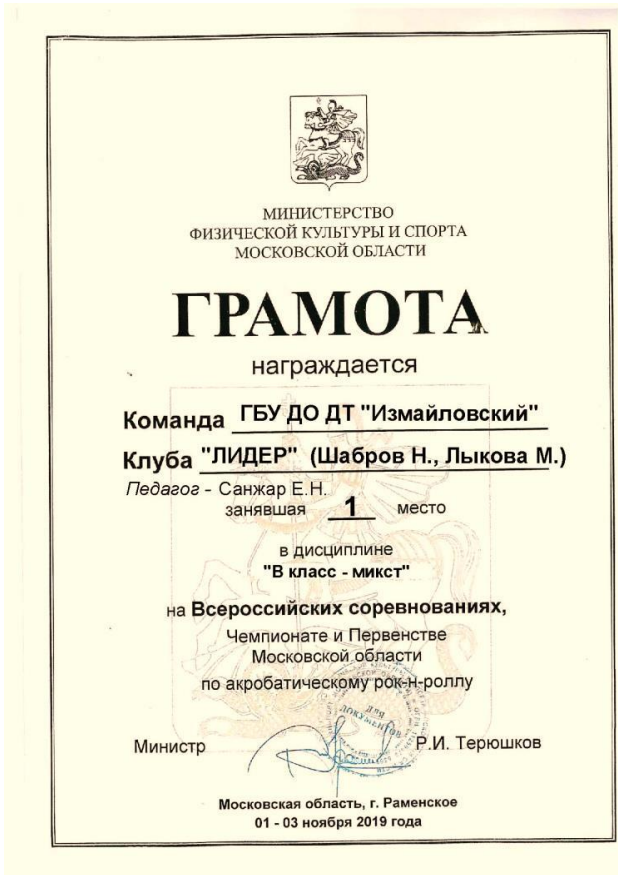 МИНИСТЕРСТВО
ФИЗИЧЕСКОЙ КУЛЬТУРЫ И СПОРТА
МОСКОВСКОЙ ОБЛАСТИ
ГРАМОТА
награждается
Команда ГБУ ДО ДТ "Измайловский"
Клуба "ЛИДЕР" (Шабров Н., Лыкова М.)
Педагог - Санжар Е.Н.
занявшая 1 место
в дисциплине
"В класс - микст"
на Всероссийских соревнованиях,
Чемпионате и Первенстве
Московской области
по акробатическому рок-н-роллу
для
документов
Министр Р.И. Терюшков
Московская область, г. Раменское
01 - 03 ноября 2019 года